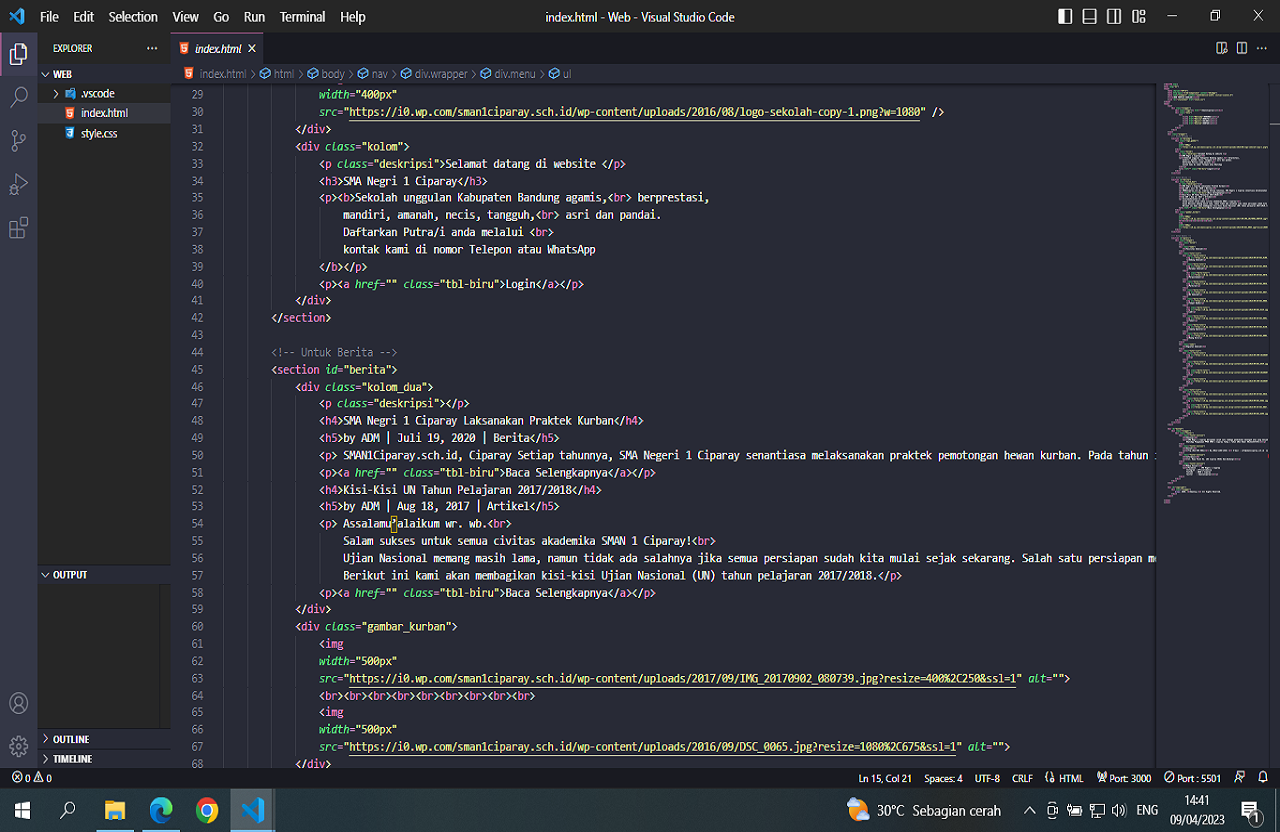 File Edit Selection View Go Run Terminal Help
index.html - Web - Visual Studio Code
EXPLORER
index.html
WEB
index.html > html > body > nav > div.wrapper > div.menu > ul
.vscode
index.html
style.css
29 width="400px"
30 src="https://i0.wp.com/sman1ciparay.sch.id/wp-content/uploads/2016/08/logo-sekolah-copy-1.png?w=1080" />
31 </div>
32 <div class="kolom">
33 <p class="deskripsi">Selamat datang di website </p>
34 <h3>SMA Negri 1 Ciparay</h3>
35 <p><b>Sekolah unggulan Kabupaten Bandung agamis,<br> berprestasi,
36 mandiri, amanah, necis, tangguh,<br> asri dan pandai.
37 Daftarkan Putra/i anda melalui <br>
38 kontak kami di nomor Telepon atau WhatsApp
39 </b></p>
40 <p><a href="" class="tbl-biru">Login</a></p>
41 </div>
42 </section>
43
44 <!-- Untuk Berita -->
45 <section id="berita">
46 <div class="kolom_dua">
47 <p class="deskripsi"></p>
48 <h4>SMA Negri 1 Ciparay Laksanakan Praktek Kurban</h4>
49 <h5>by ADM | Juli 19, 2020 | Berita</h5>
50 <p> SMAN1Ciparay.sch.id, Ciparay Setiap tahunnya, SMA Negeri 1 Ciparay senantiasa melaksanakan praktek pemotongan hewan kurban. Pada tahun
51 <p><a href="" class="tbl-biru">Baca Selengkapnya</a></p>
52 <h4>Kisi-Kisi UN Tahun Pelajaran 2017/2018</h4>
53 <h5>by ADM | Aug 18, 2017 | Artikel</h5>
54 <p> Assalamu’alaikum wr. wb.<br>
55 Salam sukses untuk semua civitas akademika SMAN 1 Ciparay!<br>
56 Ujian Nasional memang masih lama, namun tidak ada salahnya jika semua persiapan sudah kita mulai sejak sekarang. Salah satu persiapan
57 Berikut ini kami akan membagikan kisi-kisi Ujian Nasional (UN) tahun pelajaran 2017/2018.</p>
58 <p><a href="" class="tbl-biru">Baca Selengkapnya</a></p>
59 </div>
60 <div class="gambar_kurban">
61 <img
62 width="500px"
63 src="https://i0.wp.com/sman1ciparay.sch.id/wp-content/uploads/2017/09/IMG_20170902_080739.jpg?resize=400%2C250&ssl=1" alt="">
64 <br><br><br><br><br><br><br><br><br>
65 <img
66 width="500px"
67 src="https://i0.wp.com/sman1ciparay.sch.id/wp-content/uploads/2016/09/DSC_0065.jpg?resize=1080%2C675&ssl=1" alt="">
68 </div>
OUTPUT
OUTLINE
TIMELINE
0 0
Ln 15, Col 21 Spaces: 4 UTF-8 CRLF HTML Port: 3000 Port : 5501
30°C Sebagian cerah
ENG
14:41
09/04/2023
1